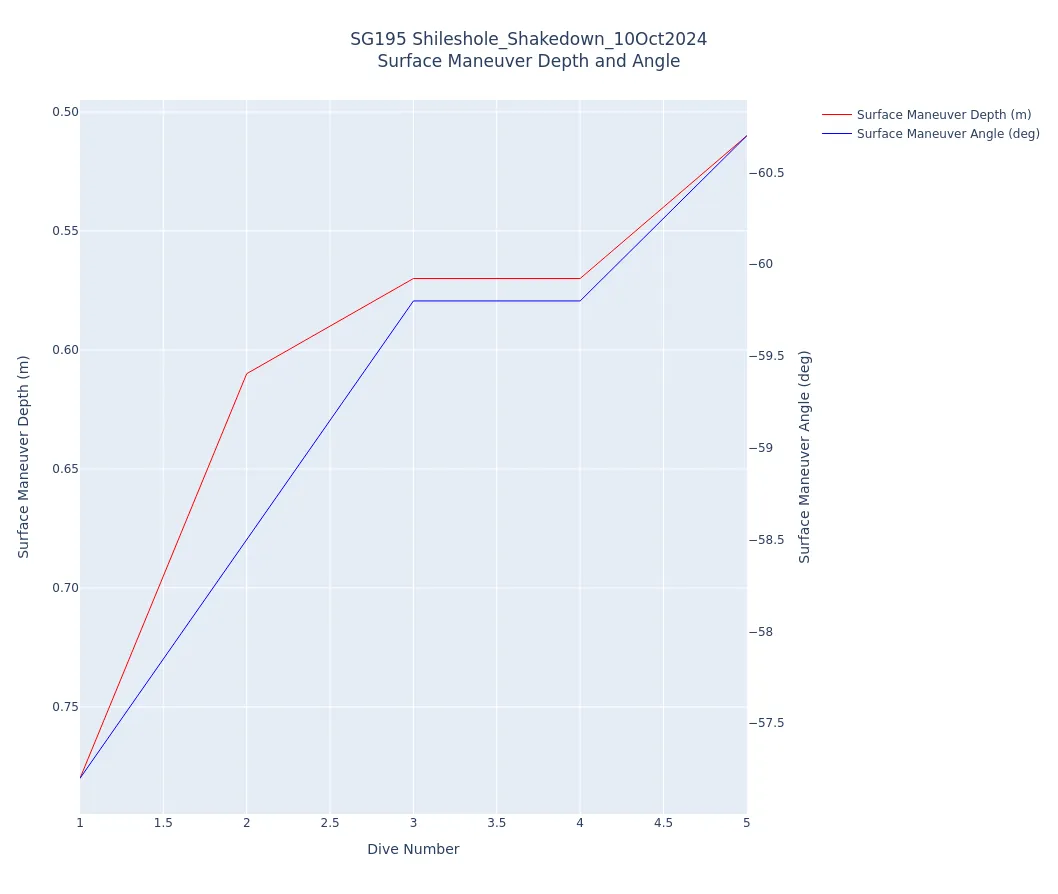 SG195 Shileshole_Shakedown_10Oct2024
Surface Maneuver Depth and Angle
Surface Maneuver Depth (m)
Surface Maneuver Angle (deg)
0.50
0.55
0.60
0.65
0.70
0.75
Surface Maneuver Depth (m)
−60.5
−60
−59.5
−59
−58.5
−58
−57.5
Surface Maneuver Angle (deg)
1 1.5 2 2.5 3 3.5 4 4.5 5
Dive Number